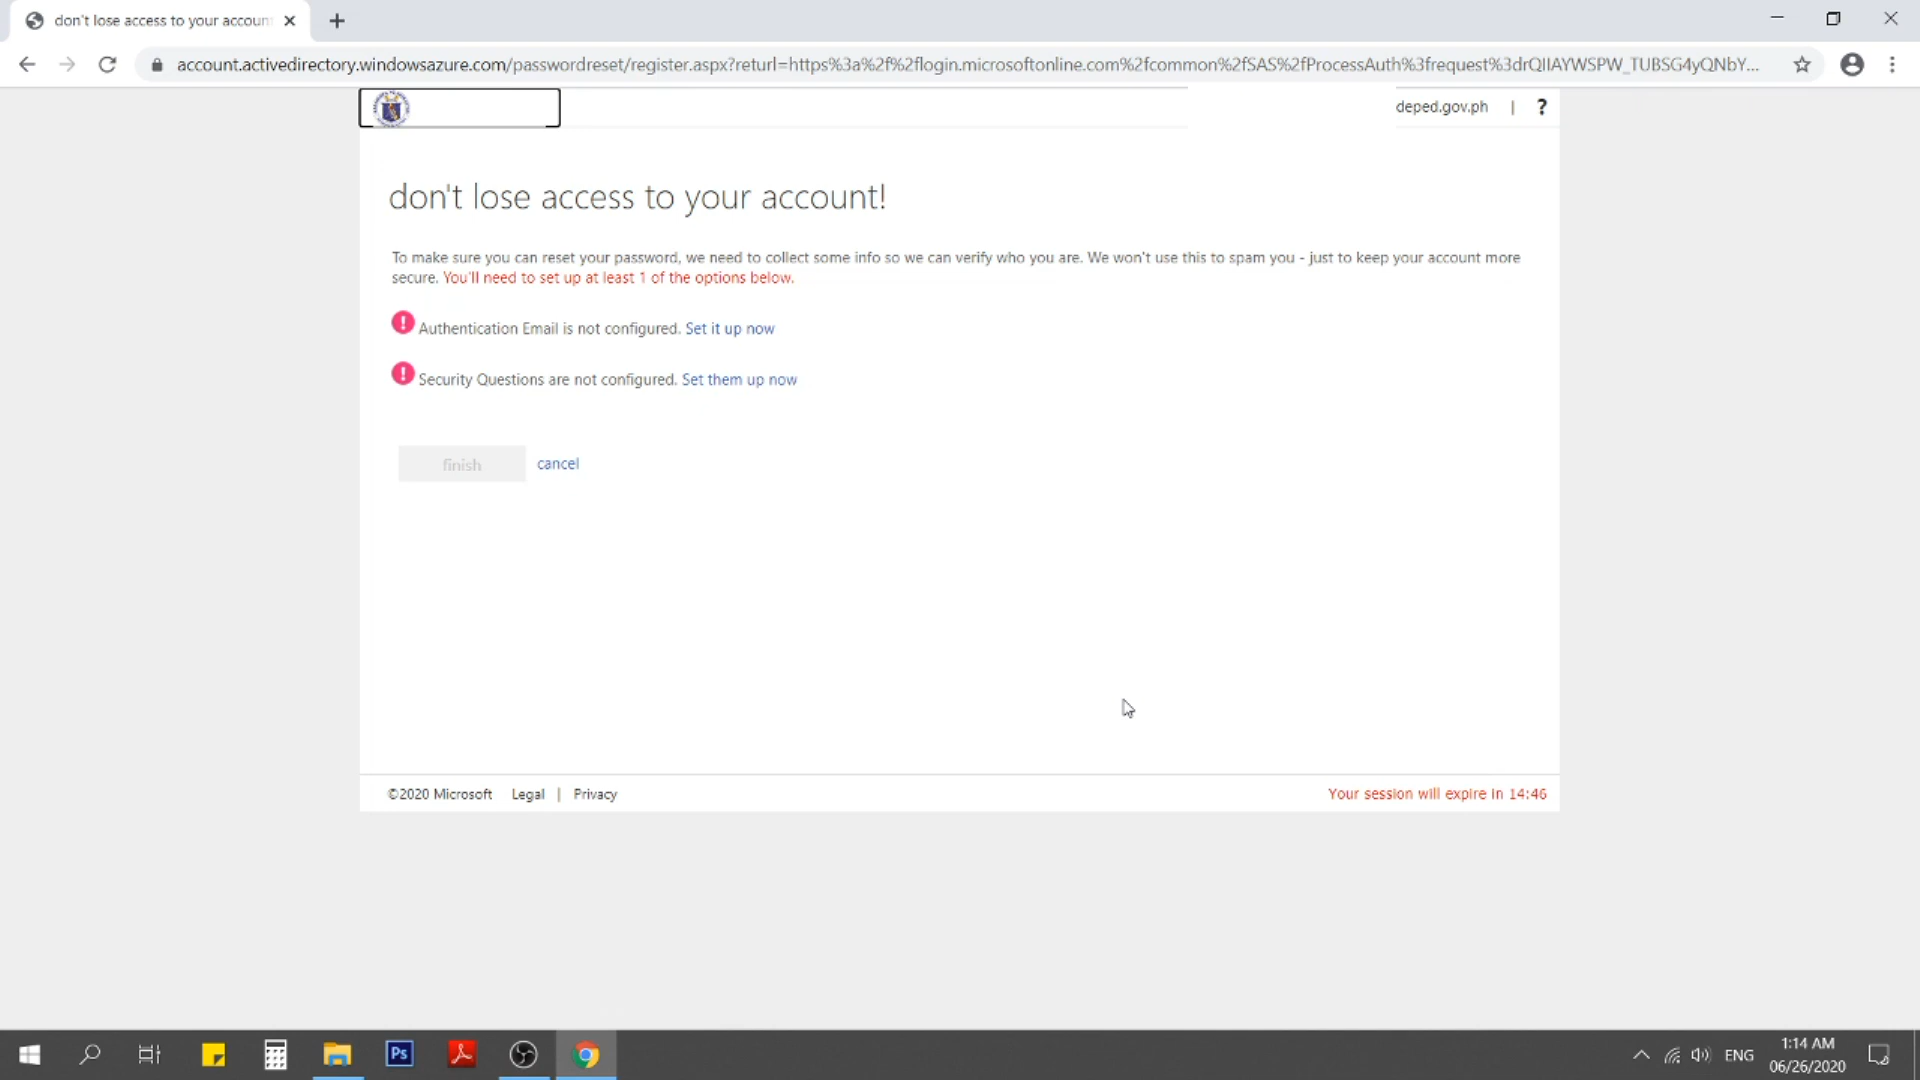 don't lose access to your accoun
account.activedirectory.windowsazure.com/passwordreset/register.aspx?returl=https%3a%2f%2flogin.microsoftonline.com%2fcommon%2fSAS%2fProcessAuth%3frequest%3drQIIAYWSPW_TUBSG4yQNbY...
deped.gov.ph | ?
don't lose access to your account!
To make sure you can reset your password, we need to collect some info so we can verify who you are. We won't use this to spam you - just to keep your account more
secure. You'll need to set up at least 1 of the options below.
! Authentication Email is not configured. Set it up now
! Security Questions are not configured. Set them up now
finish cancel
©2020 Microsoft Legal | Privacy Your session will expire in 14:46
Ps ENG 1:14 AM
06/26/2020